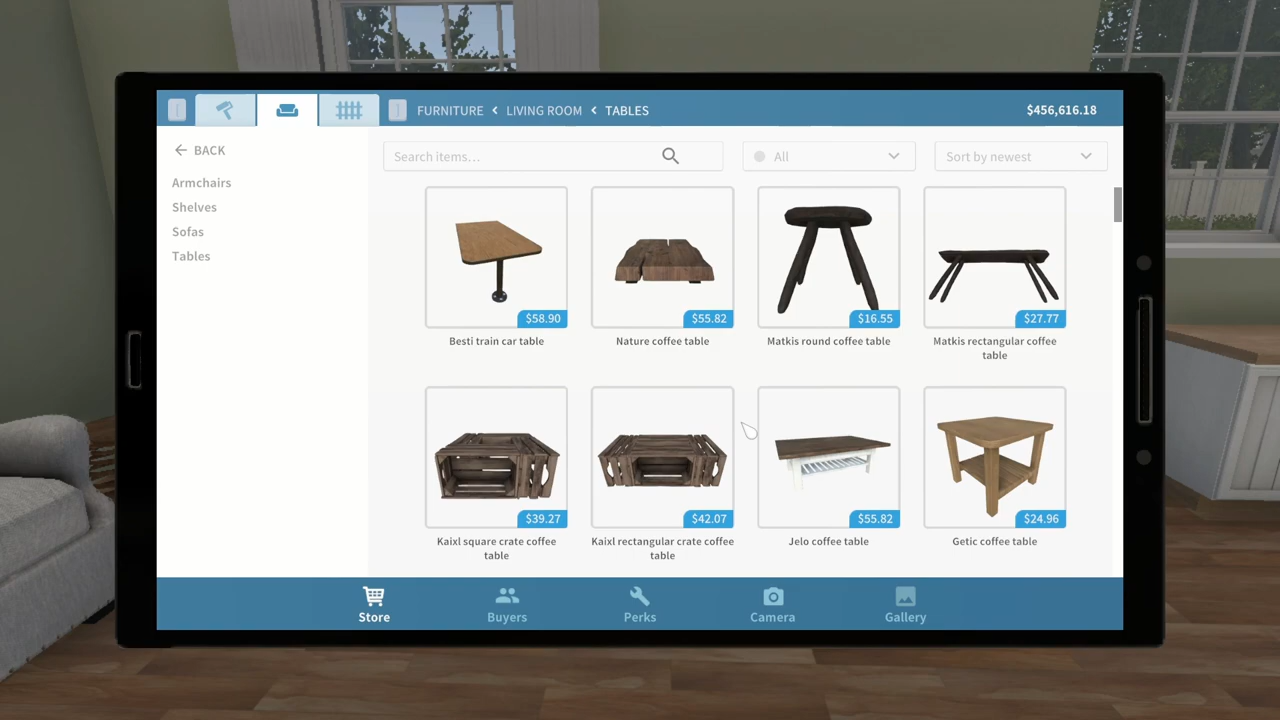 FURNITURE < LIVING ROOM < TABLES
$456,616.18
BACK
Armchairs
Shelves
Sofas
Tables
Search items...
All
Sort by newest
$58.90
$55.82
$16.55
$27.77
Besti train car table
Nature coffee table
Matkis round coffee table
Matkis rectangular coffee
table
$39.27
$42.07
$55.82
$24.96
Kaixl square crate coffee
table
Kaixl rectangular crate coffee
table
Jelo coffee table
Getic coffee table
Store
Buyers
Perks
Camera
Gallery